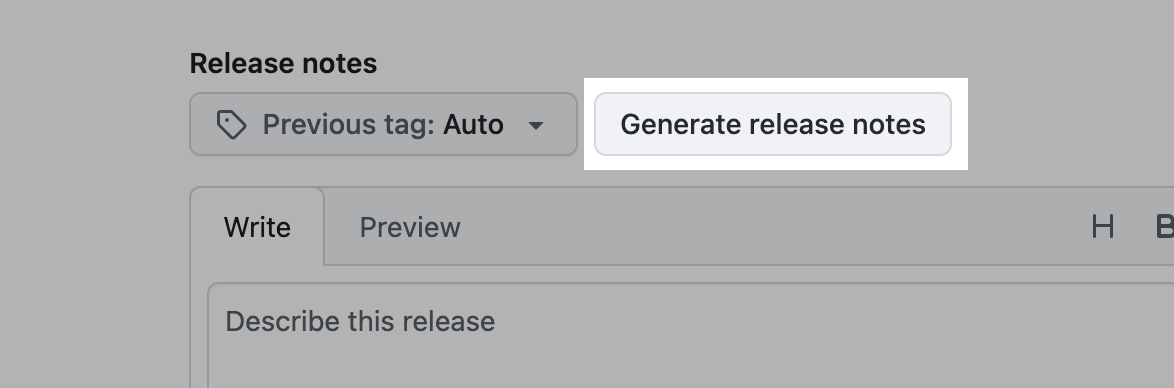 Release notes
Previous tag: Auto Generate release notes
Write Preview H B
Describe this release